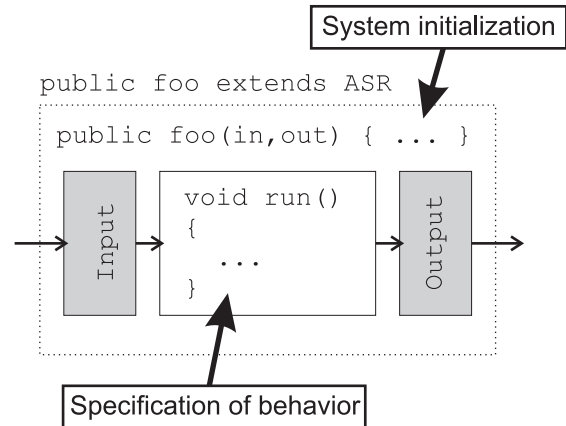 System initialization
public foo extends ASR
public foo(in,out) { ... }
Input
void run()
{
...
}
Output
Specification of behavior